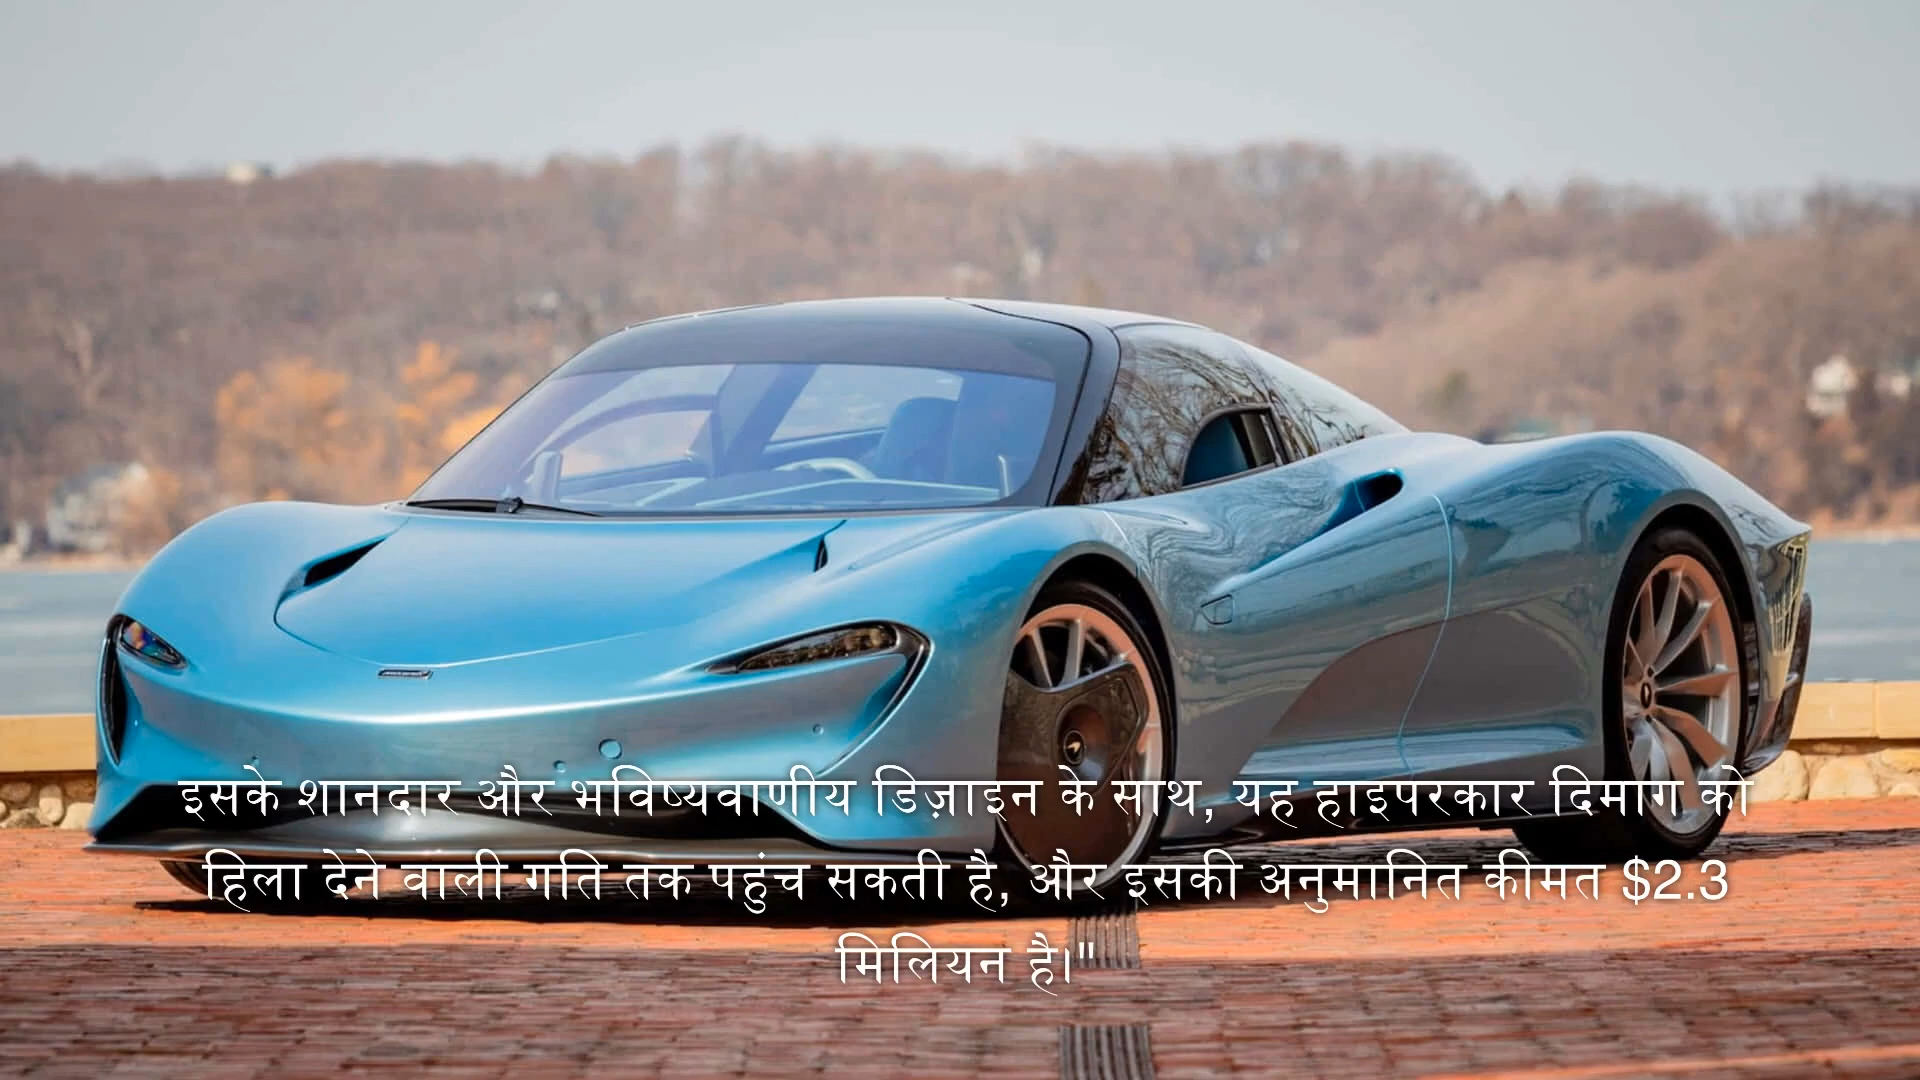 इसके शानदार और भविष्यवाणीय डिज़ाइन के साथ, यह हाइपरकार दिमाग को
हिला देने वाली गति तक पहुंच सकती है, और इसकी अनुमानित कीमत $2.3
मिलियन है।"